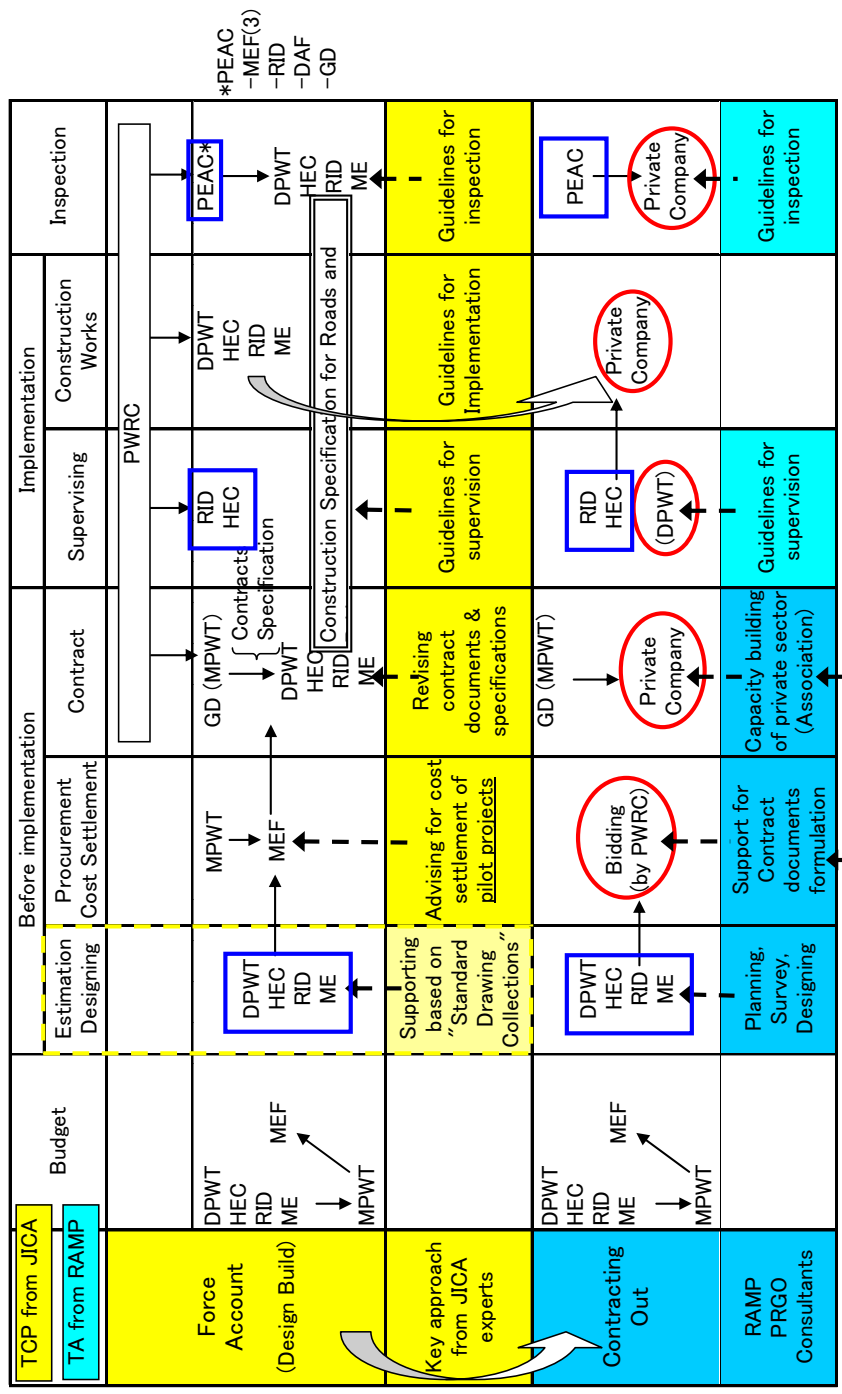 TCP from JICA
TA from RAMP
Budget
Before implementation
Implementation
Inspection
Estimation
Designing
Procurement
Cost Settlement
Contract
Supervising
Construction
Works
PWRC
Force
Account
(Design Build)
DPWT
HEC
RID
ME
MPWT
MEF
DPWT
HEC
RID
ME
MPWT
MEF
GD (MPWT)
Contracts
Specification
DPWT
HEC
RID
ME
RID
HEC
DPWT
HEC
RID
ME
PEAC*
DPWT
HEC
RID
ME
Construction Specification for Roads and
*PEAC
-MEF(3)
-RID
-DAF
-GD
Key approach
from JICA
experts
Supporting
based on
"Standard
Drawing
Collections"
Advising for cost
settlement of
pilot projects
Revising
contract
documents &
specifications
Guidelines for
supervision
Guidelines for
Implementation
Guidelines for
inspection
Contracting
Out
DPWT
HEC
RID
ME
MPWT
MEF
DPWT
HEC
RID
ME
Bidding
(by PWRC)
GD (MPWT)
Private
Company
RID
HEC
(DPWT)
Private
Company
PEAC
Private
Company
RAMP
PRGO
Consultants
Planning,
Survey,
Designing
Support for
Contract
documents
formulation
Capacity building
of private sector
(Association)
Guidelines for
supervision
Guidelines for
inspection